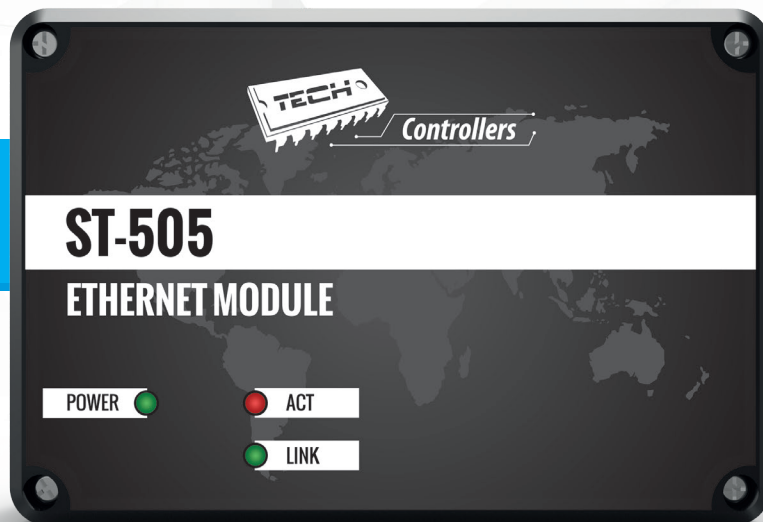 TECH
Controllers
ST-505
ETHERNET MODULE
POWER
ACT
LINK